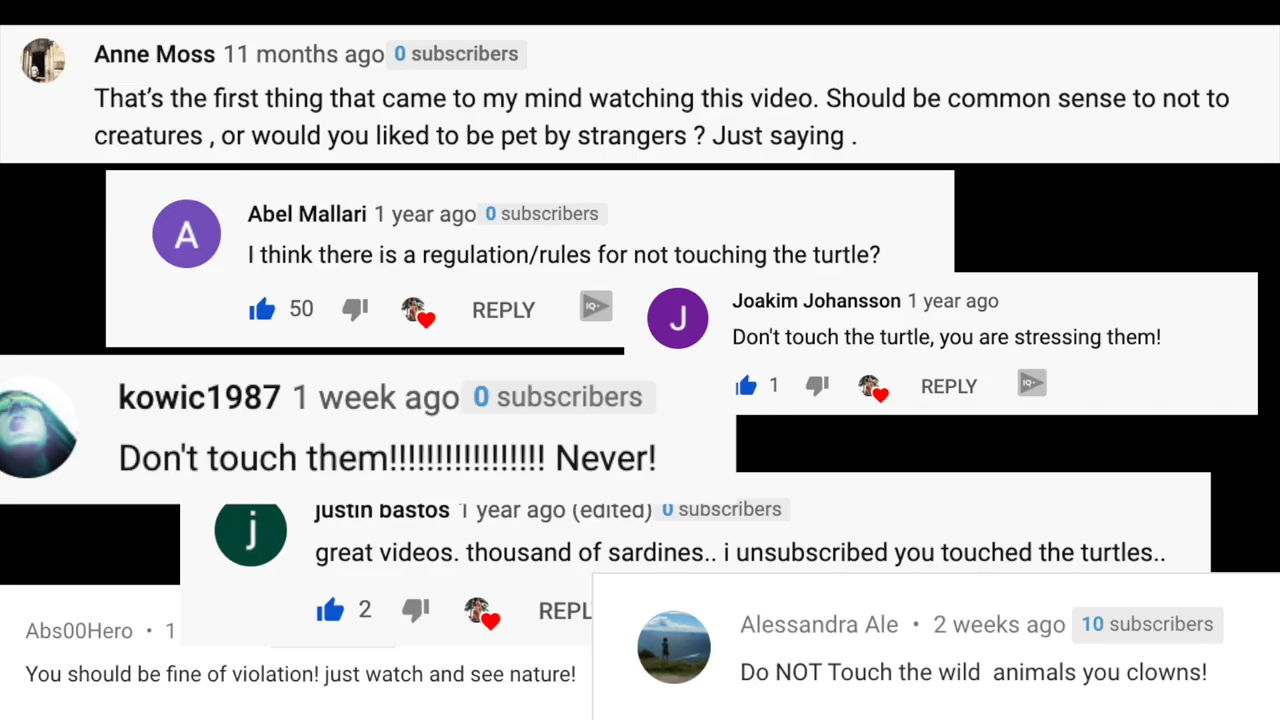 Anne Moss 11 months ago 0 subscribers
That's the first thing that came to my mind watching this video. Should be common sense to not to
creatures , or would you liked to be pet by strangers ? Just saying .
Abel Mallari 1 year ago 0 subscribers
I think there is a regulation/rules for not touching the turtle?
50 REPLY IQ+
Joakim Johansson 1 year ago
Don't touch the turtle, you are stressing them!
1 REPLY IQ+
kowic1987 1 week ago 0 subscribers
Don't touch them!!!!!!!!!!!!!!!!! Never!
justin bastos 1 year ago (edited) 0 subscribers
great videos. thousand of sardines.. i unsubscribed you touched the turtles..
2 REPL
Abs00Hero • 1
You should be fine of violation! just watch and see nature!
Alessandra Ale • 2 weeks ago 10 subscribers
Do NOT Touch the wild animals you clowns!